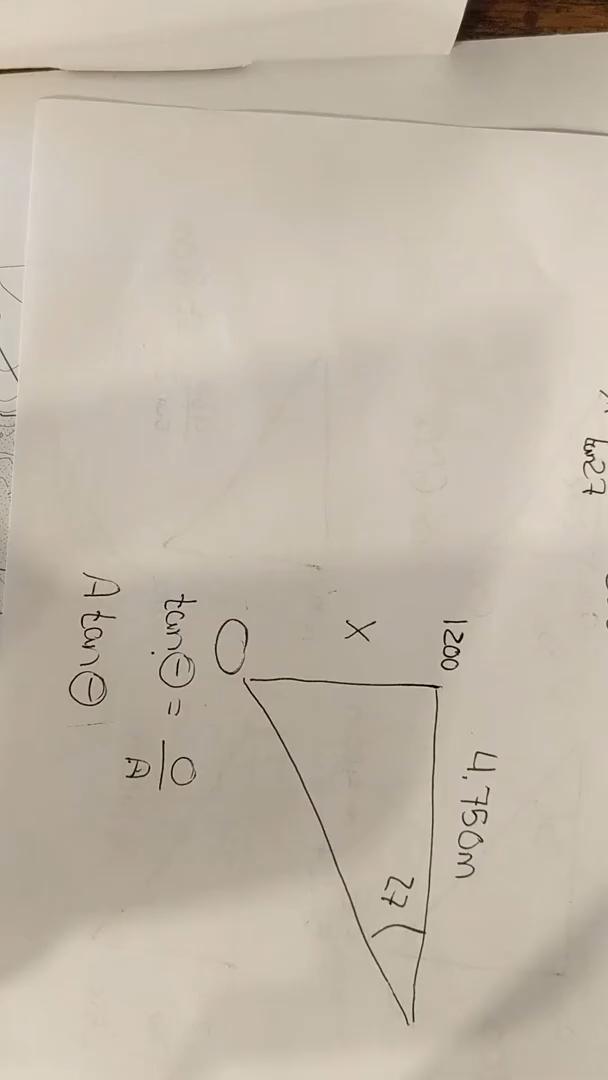 tan27
1200
4.750m
X
27
O
tanθ = O/A
A tanθ